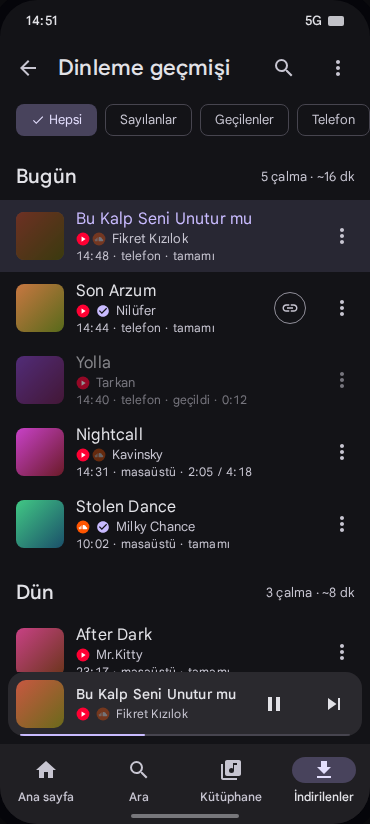 14:51
5G
Dinleme geçmişi
Hepsi
Sayılanlar
Geçilenler
Telefon
Bugün
5 çalma · ~16 dk
Bu Kalp Seni Unutur mu
Fikret Kızılok
14:48 · telefon · tamamı
Son Arzum
Nilüfer
14:44 · telefon · tamamı
Yolla
Tarkan
14:40 · telefon · geçildi · 0:12
Nightcall
Kavinsky
14:31 · masaüstü · 2:05 / 4:18
Stolen Dance
Milky Chance
10:02 · masaüstü · tamamı
Dün
3 çalma · ~8 dk
After Dark
Mr.Kitty
23:17 · masaüstü · tamamı
Bu Kalp Seni Unutur mu
Fikret Kızılok
Ana sayfa
Ara
Kütüphane
İndirilenler